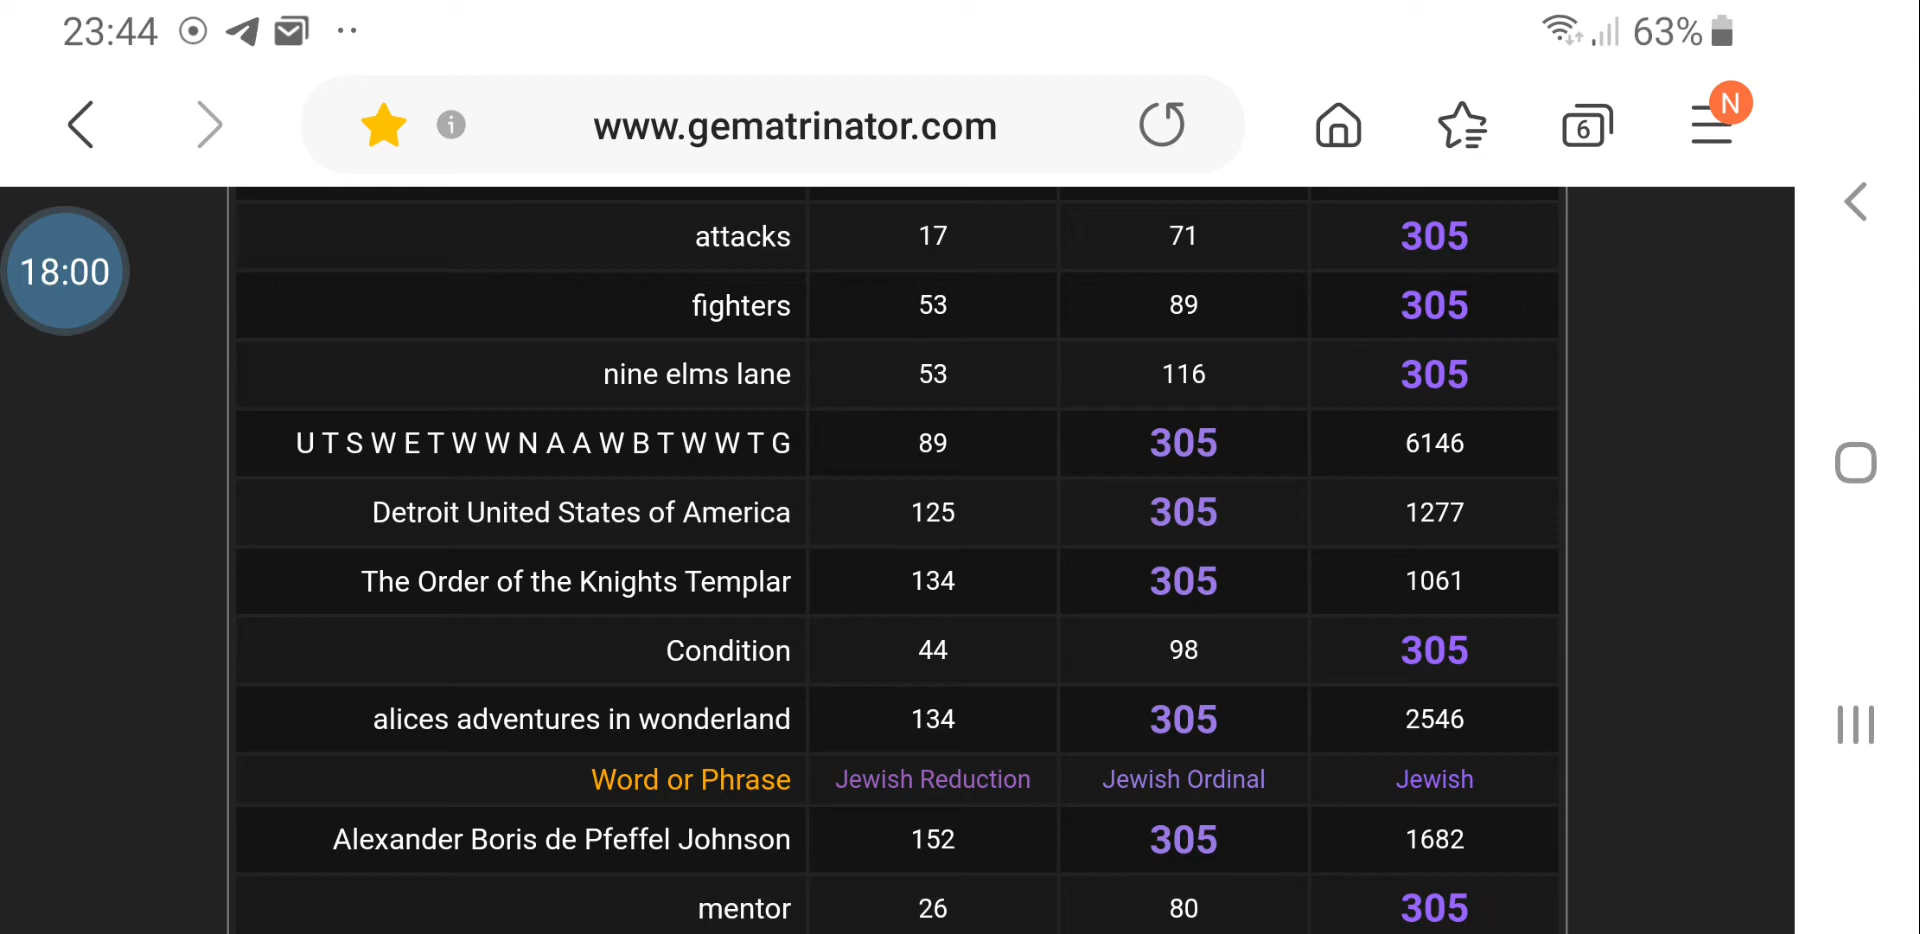 23:44 63%
www.gematrinator.com 6 N
18:00
attacks 17 71 305
fighters 53 89 305
nine elms lane 53 116 305
U T S W E T W W N A A W B T W W T G 89 305 6146
Detroit United States of America 125 305 1277
The Order of the Knights Templar 134 305 1061
Condition 44 98 305
alices adventures in wonderland 134 305 2546
Word or Phrase Jewish Reduction Jewish Ordinal Jewish
Alexander Boris de Pfeffel Johnson 152 305 1682
mentor 26 80 305